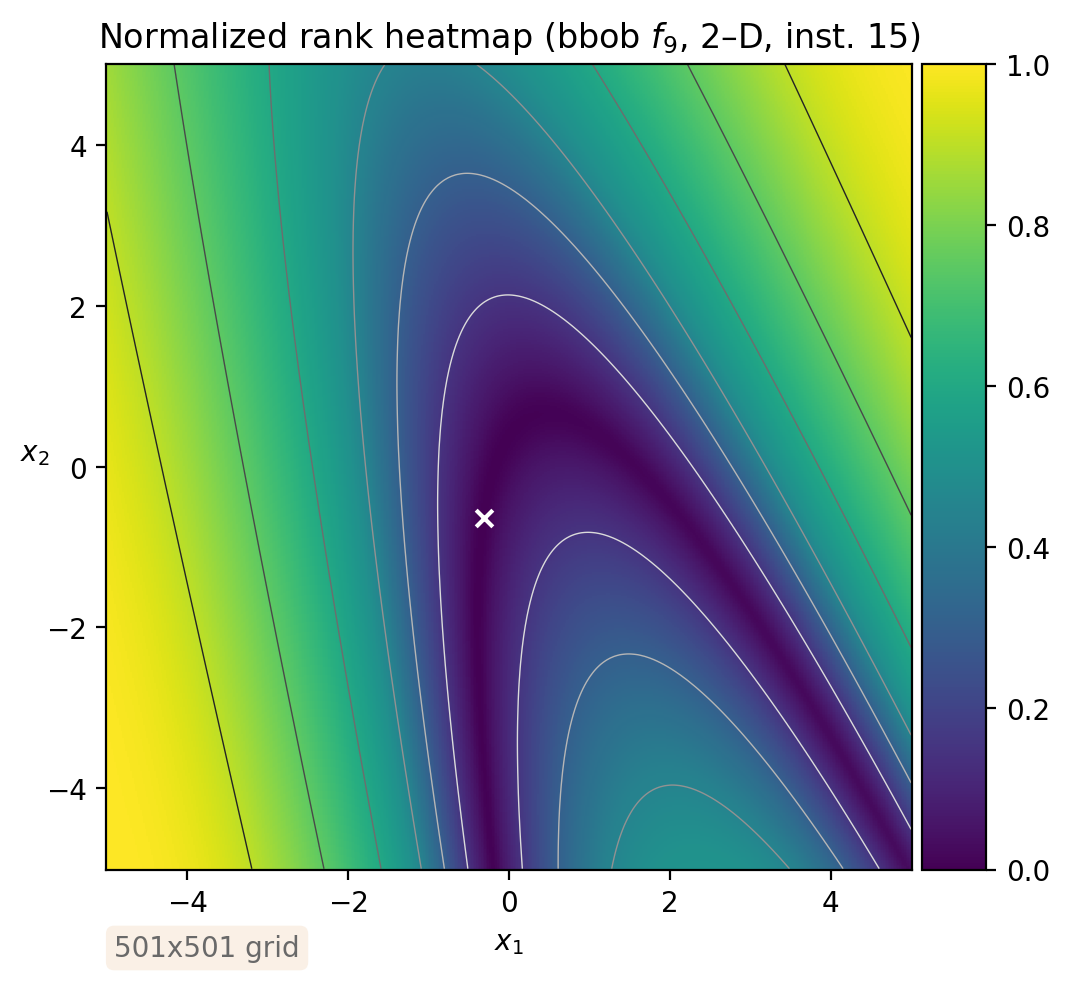 Normalized rank heatmap (bbob f₉, 2–D, inst. 15)
1.0
4
0.8
2
0.6
x₂
0
0.4
−2
0.2
−4
0.0
−4 −2 0 2 4
x₁
501x501 grid